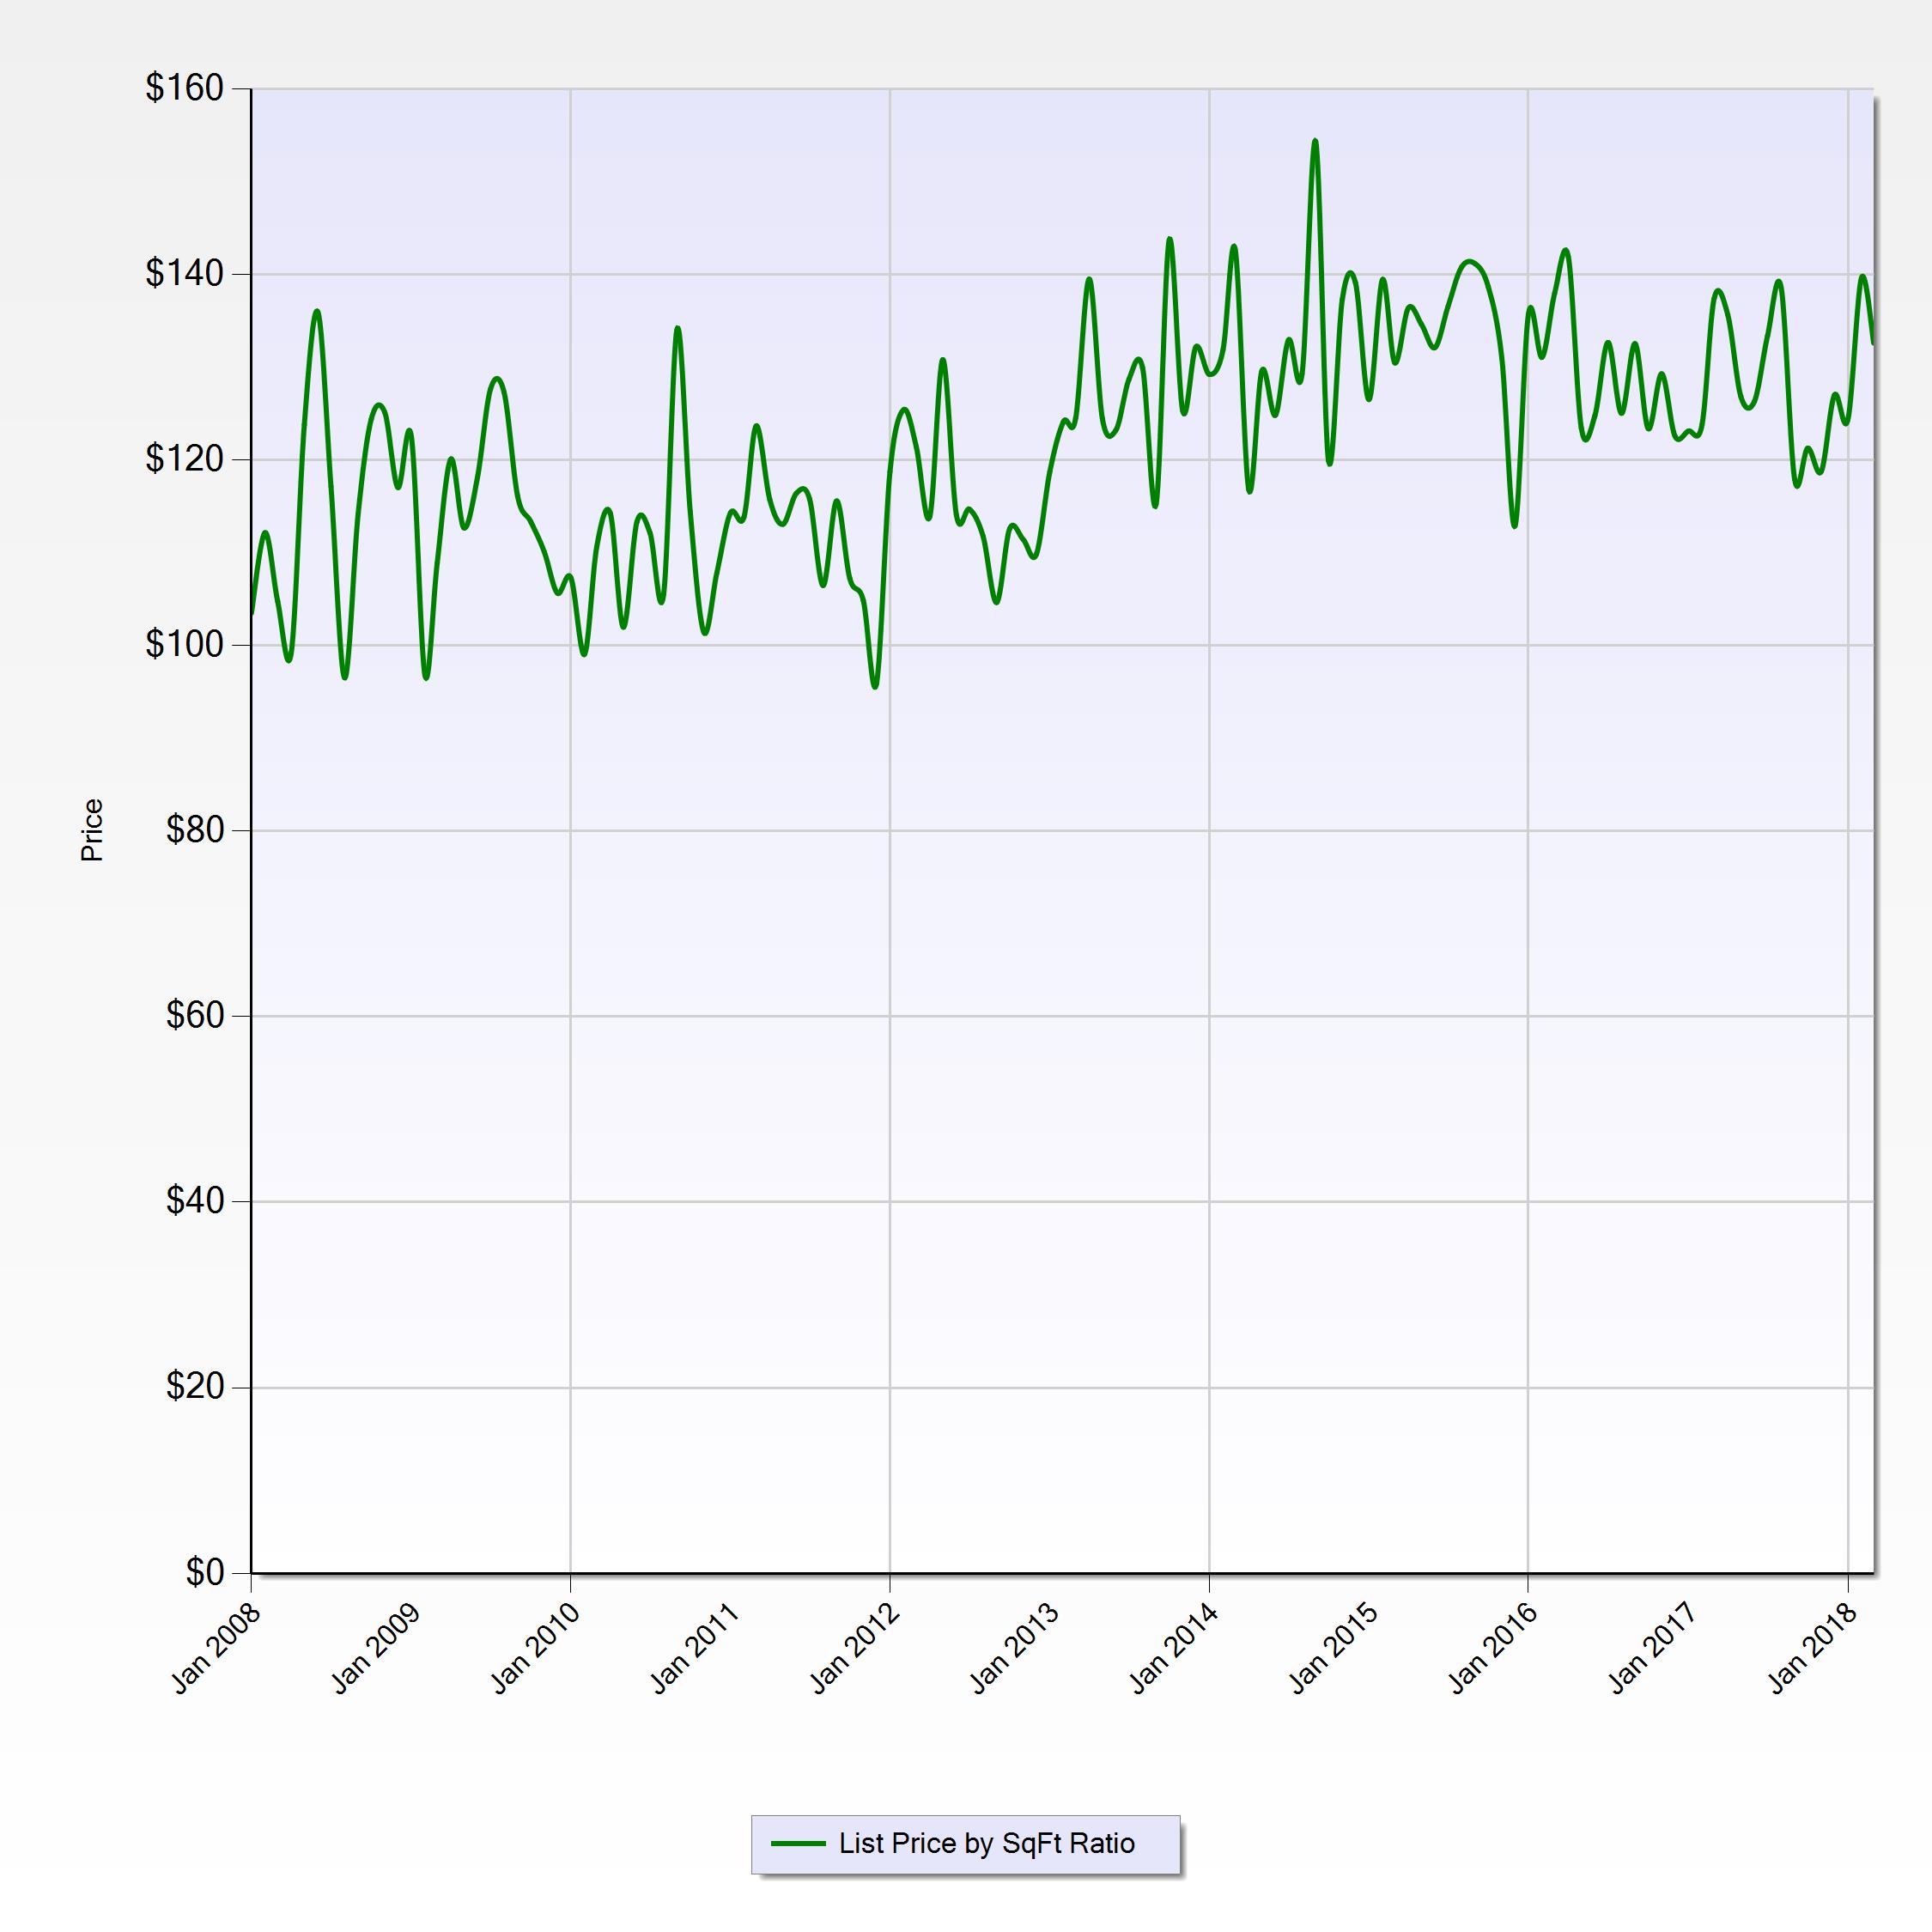 $160
$140
$120
$100
$80
$60
$40
$20
$0
Price
Jan 2008
Jan 2009
Jan 2010
Jan 2011
Jan 2012
Jan 2013
Jan 2014
Jan 2015
Jan 2016
Jan 2017
Jan 2018
List Price by SqFt Ratio